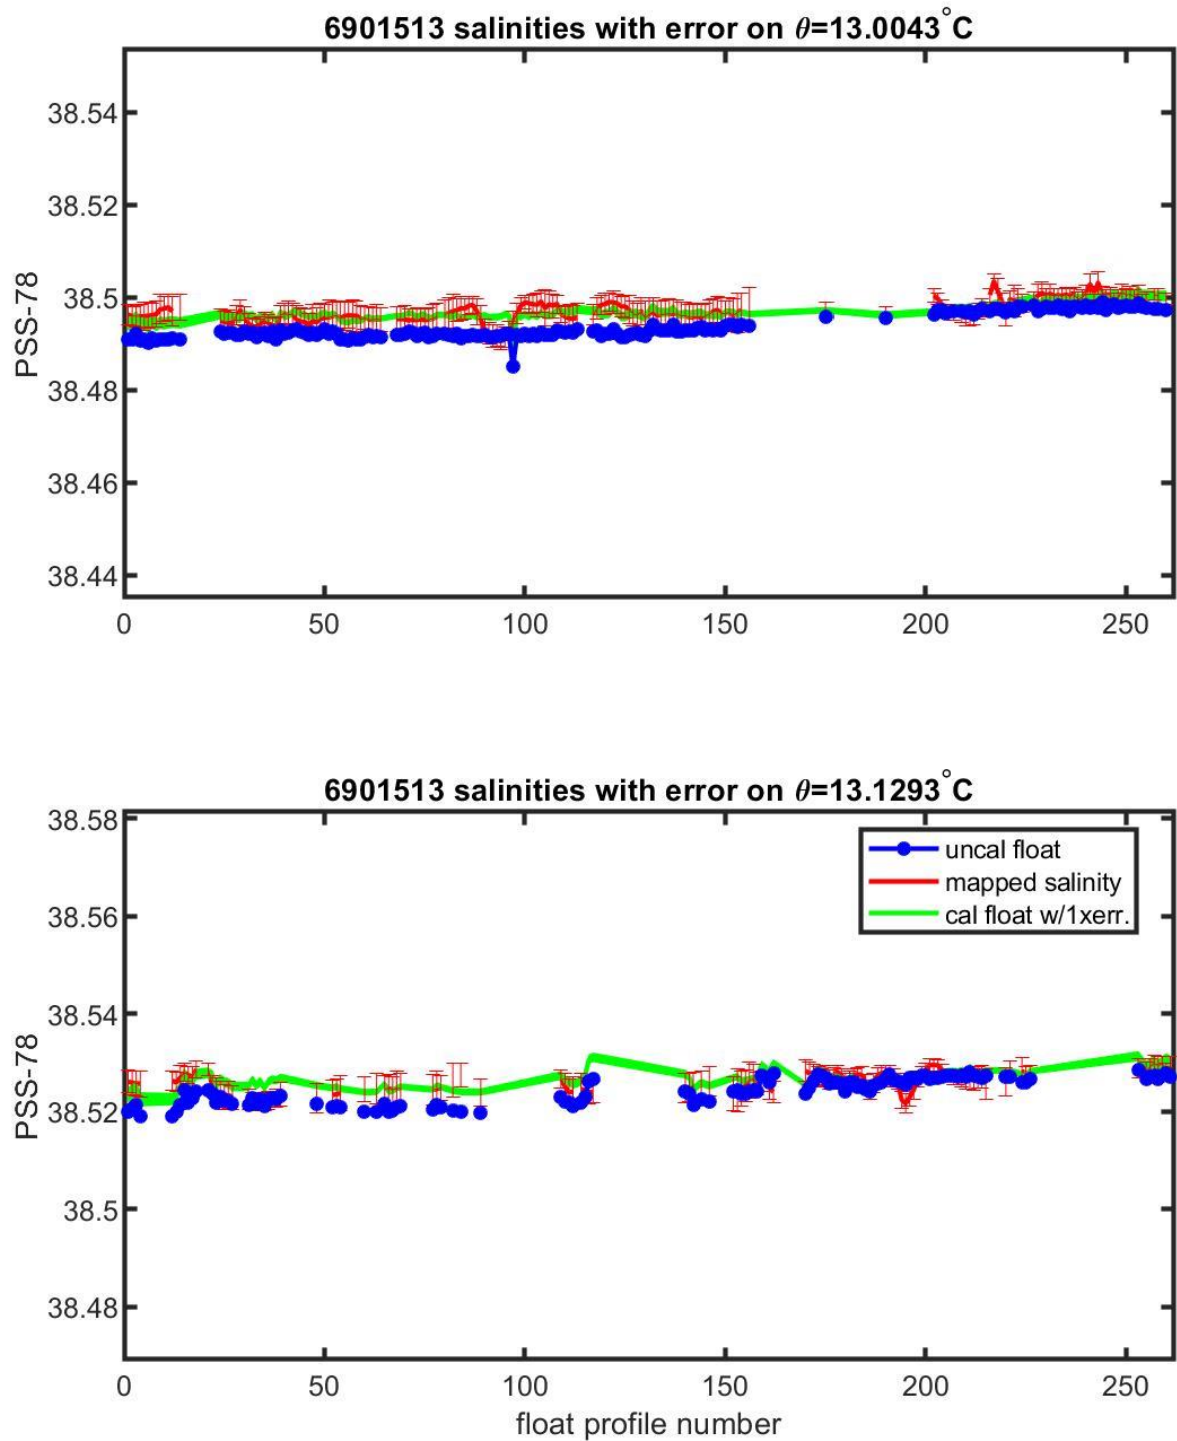 6901513 salinities with error on θ=13.0043°C
PSS-78
38.54
38.52
38.5
38.48
38.46
38.44
0 50 100 150 200 250
6901513 salinities with error on θ=13.1293°C
PSS-78
38.58
38.56
38.54
38.52
38.5
38.48
uncal float
mapped salinity
cal float w/1xerr.
0 50 100 150 200 250
float profile number